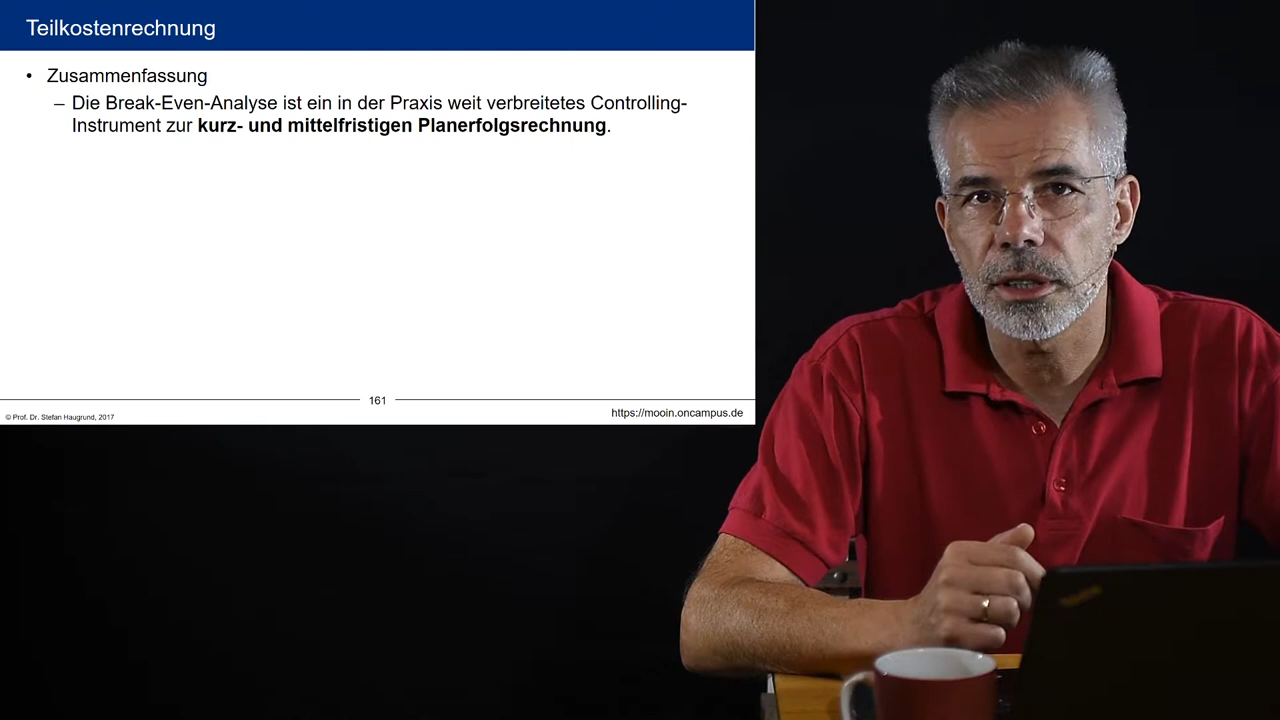 Teilkostenrechnung
• Zusammenfassung
– Die Break-Even-Analyse ist ein in der Praxis weit verbreitetes Controlling-
Instrument zur kurz- und mittelfristigen Planerfolgsrechnung.
161
© Prof. Dr. Stefan Haugrund, 2017
https://mooin.oncampus.de